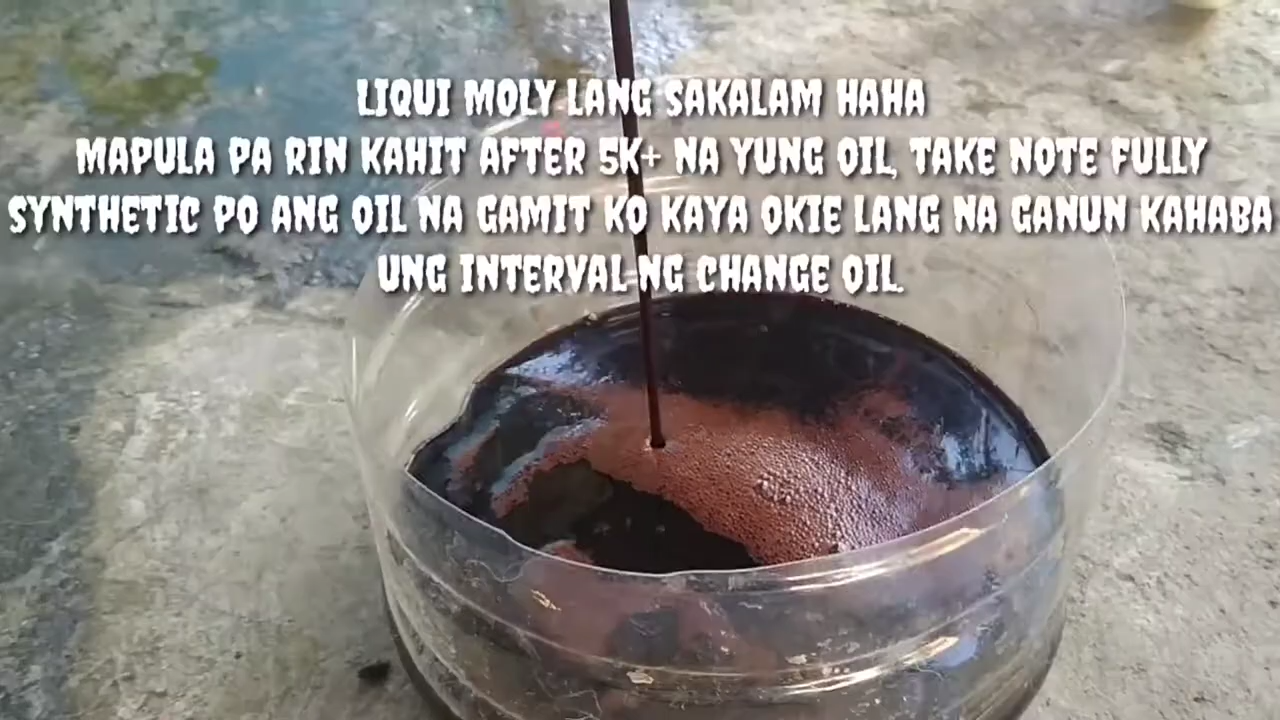 LIQUI MOLY LANG SAKALAM HAHA
MAPULA PA RIN KAHIT AFTER 5K+ NA YUNG OIL, TAKE NOTE FULLY
SYNTHETIC PO ANG OIL NA GAMIT KO KAYA OKIE LANG NA GANUN KAHABA
UNG INTERVAL NG CHANGE OIL.